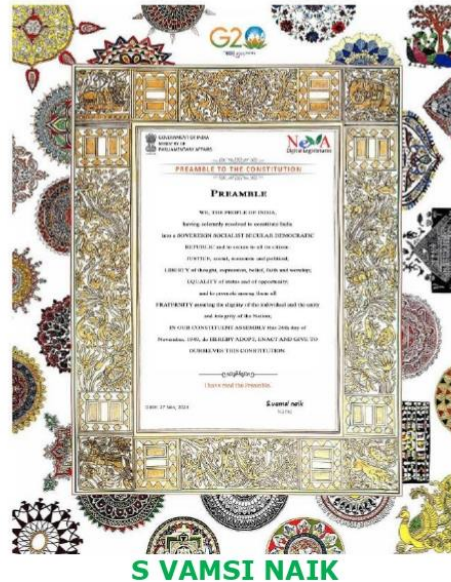 G20
GOVERNMENT OF INDIA
MINISTRY OF
PARLIAMENTARY AFFAIRS
NeVA
Digital Legislatures
PREAMBLE TO THE CONSTITUTION
PREAMBLE
WE, THE PEOPLE OF INDIA,
having solemnly resolved to constitute India
into a SOVEREIGN SOCIALIST SECULAR DEMOCRATIC
REPUBLIC and to secure to all its citizens
JUSTICE, social, economic and political;
LIBERTY of thought, expression, belief, faith and worship;
EQUALITY of status and of opportunity;
and to promote among them all
FRATERNITY assuring the dignity of the individual and the unity
and integrity of the Nation;
IN OUR CONSTITUENT ASSEMBLY this 26th day of
November, 1949, do HEREBY ADOPT, ENACT AND GIVE TO
OURSELVES THIS CONSTITUTION
I have read the Preamble.
S vamsi naik
S VAMSI NAIK